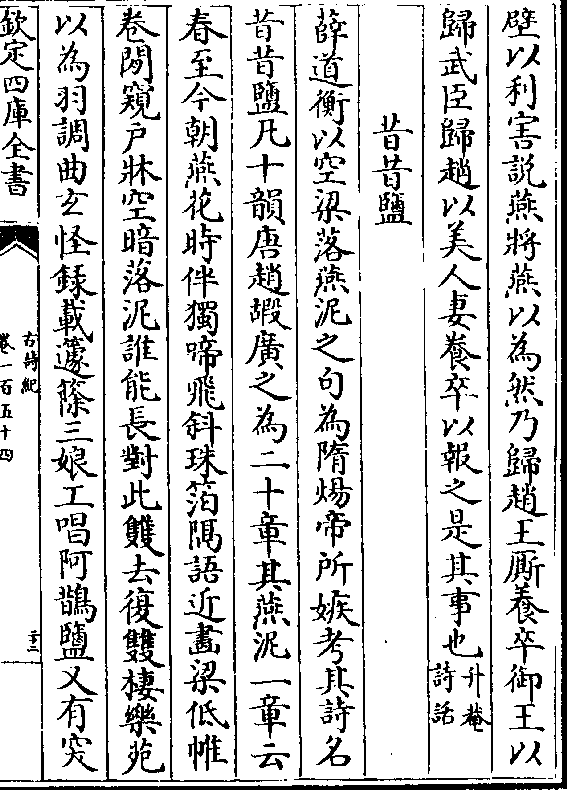 壁以利害説燕將燕以為然乃歸趙王厮養卒御王以
歸武臣歸趙以美人妻養卒以報之是其事也升菴詩話
昔昔鹽
薛道衡以空梁落燕泥之句為隋煬帝所嫉考其詩名
昔昔鹽凡十韻唐趙嘏廣之為二十章其燕泥一章云
春至今朝燕花時伴獨啼飛斜珠箔隔語近畫梁低帷
卷閒窺戸牀空暗落泥誰能長對此雙去復雙棲樂苑
以為羽調曲玄怪録載籧篨三娘工唱阿鵲鹽又有突
欽定四庫全書
古詩紀
卷一百五十四
二十二